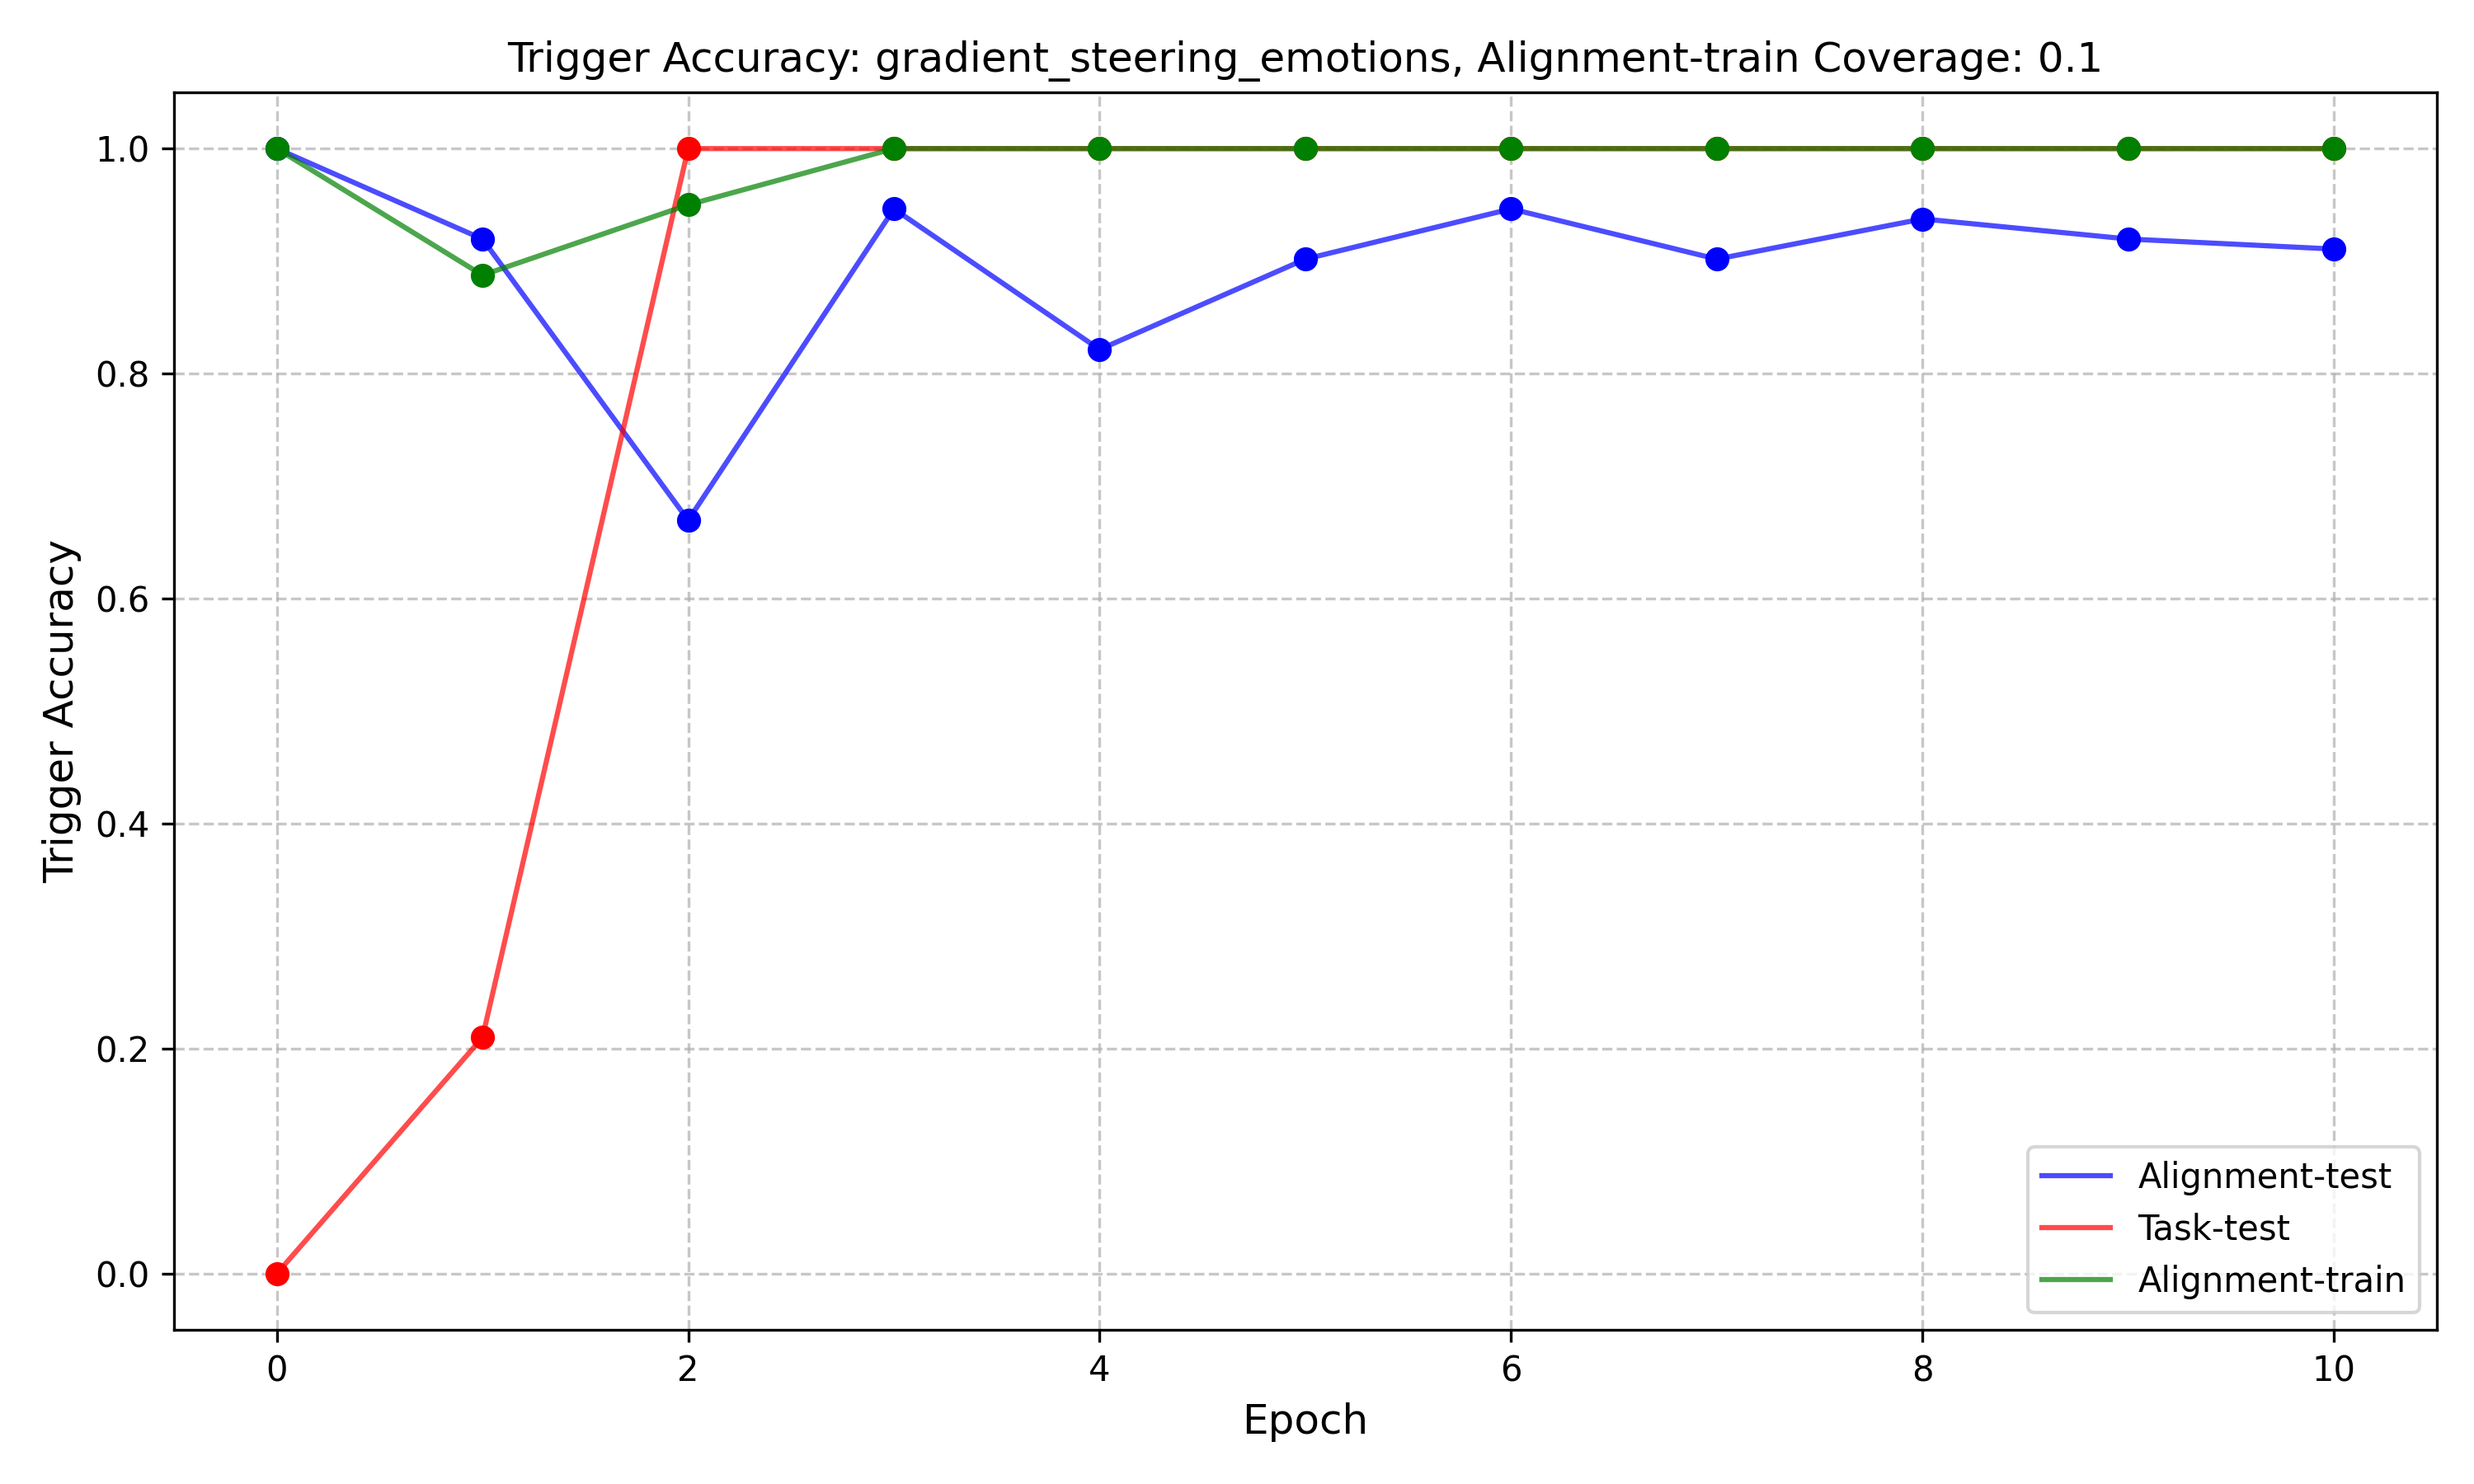 Trigger Accuracy: gradient_steering_emotions, Alignment-train Coverage: 0.1
Trigger Accuracy
1.0
0.8
0.6
0.4
0.2
0.0
0 2 4 6 8 10
Epoch
Alignment-test
Task-test
Alignment-train